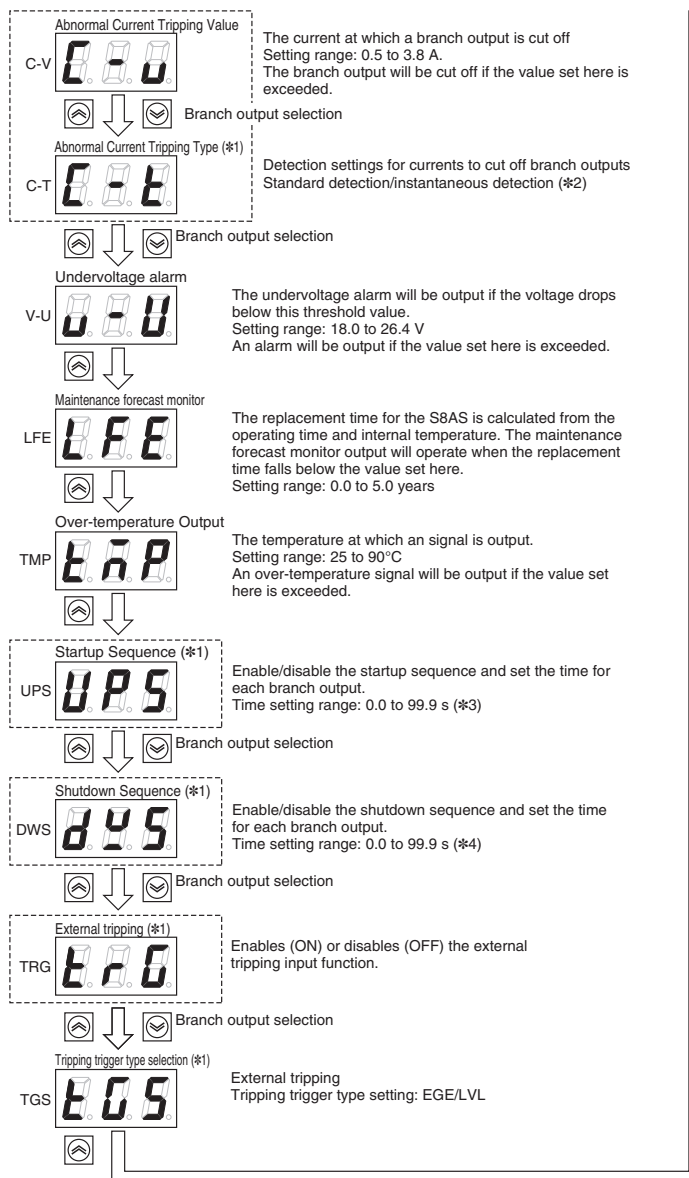 Abnormal Current Tripping Value
C-V
C-v
The current at which a branch output is cut off
Setting range: 0.5 to 3.8 A.
The branch output will be cut off if the value set here is
exceeded.
Branch output selection
Abnormal Current Tripping Type (✽1)
C-T
C-t
Detection settings for currents to cut off branch outputs
Standard detection/instantaneous detection (✽2)
Branch output selection
Undervoltage alarm
V-U
v-U
The undervoltage alarm will be output if the voltage drops
below this threshold value.
Setting range: 18.0 to 26.4 V
An alarm will be output if the value set here is exceeded.
Maintenance forecast monitor
LFE
LFE
The replacement time for the S8AS is calculated from the
operating time and internal temperature. The maintenance
forecast monitor output will operate when the replacement
time falls below the value set here.
Setting range: 0.0 to 5.0 years
Over-temperature Output
TMP
tmP
The temperature at which an signal is output.
Setting range: 25 to 90°C
An over-temperature signal will be output if the value set
here is exceeded.
Startup Sequence (✽1)
UPS
UPS
Enable/disable the startup sequence and set the time for
each branch output.
Time setting range: 0.0 to 99.9 s (✽3)
Branch output selection
Shutdown Sequence (✽1)
DWS
dwS
Enable/disable the shutdown sequence and set the time
for each branch output.
Time setting range: 0.0 to 99.9 s (✽4)
Branch output selection
External tripping (✽1)
TRG
trG
Enables (ON) or disables (OFF) the external
tripping input function.
Branch output selection
Tripping trigger type selection (✽1)
TGS
tGS
External tripping
Tripping trigger type setting: EGE/LVL